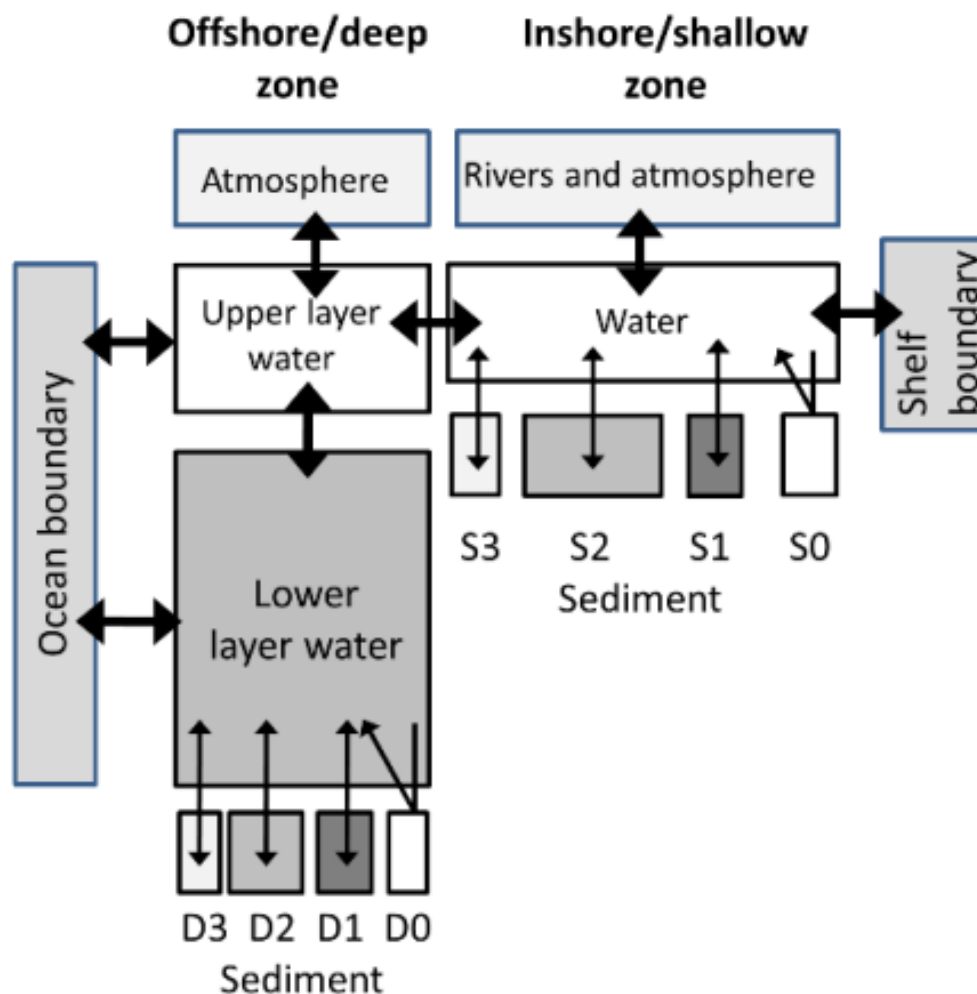 Offshore/deep
zone
Inshore/shallow
zone
Atmosphere
Rivers and atmosphere
Ocean boundary
Upper layer
water
Water
Shelf
boundary
Lower
layer water
S3 S2 S1 S0
Sediment
D3 D2 D1 D0
Sediment